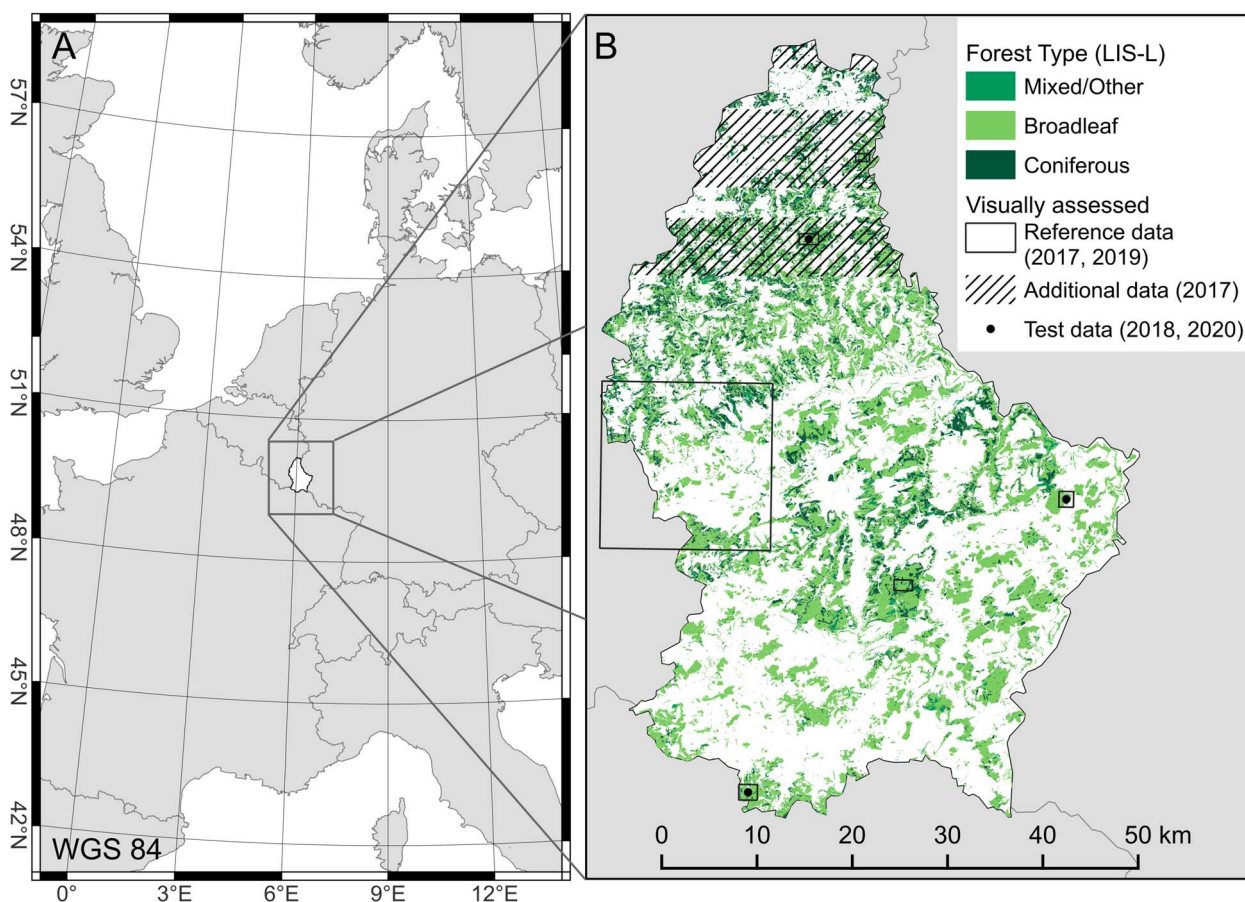 A
57°N
54°N
51°N
48°N
45°N
42°N
WGS 84
0°
3°E
6°E
9°E
12°E
B
Forest Type (LIS-L)
Mixed/Other
Broadleaf
Coniferous
Visually assessed
Reference data
(2017, 2019)
Additional data (2017)
Test data (2018, 2020)
0
10
20
30
40
50 km